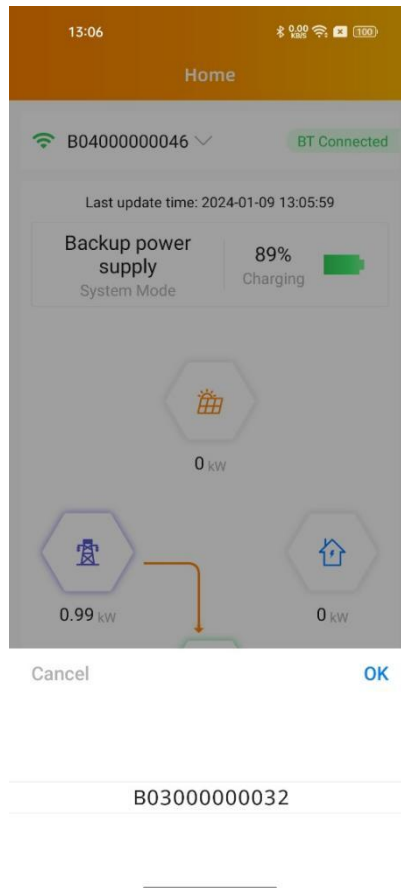 13:06 0.00 KB/S 100
Home
B04000000046 BT Connected
Last update time: 2024-01-09 13:05:59
Backup power
supply
System Mode
89%
Charging
0 kW
0.99 kW 0 kW
Cancel OK
B03000000032